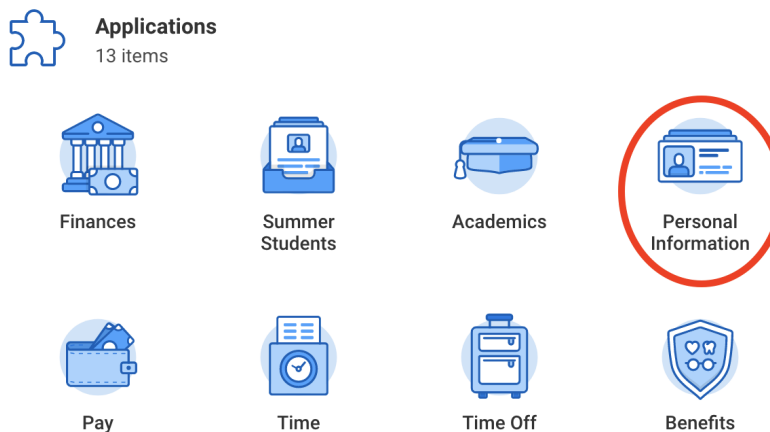 Applications
13 items
Finances
Summer
Students
Academics
Personal
Information
Pay
Time
Time Off
Benefits